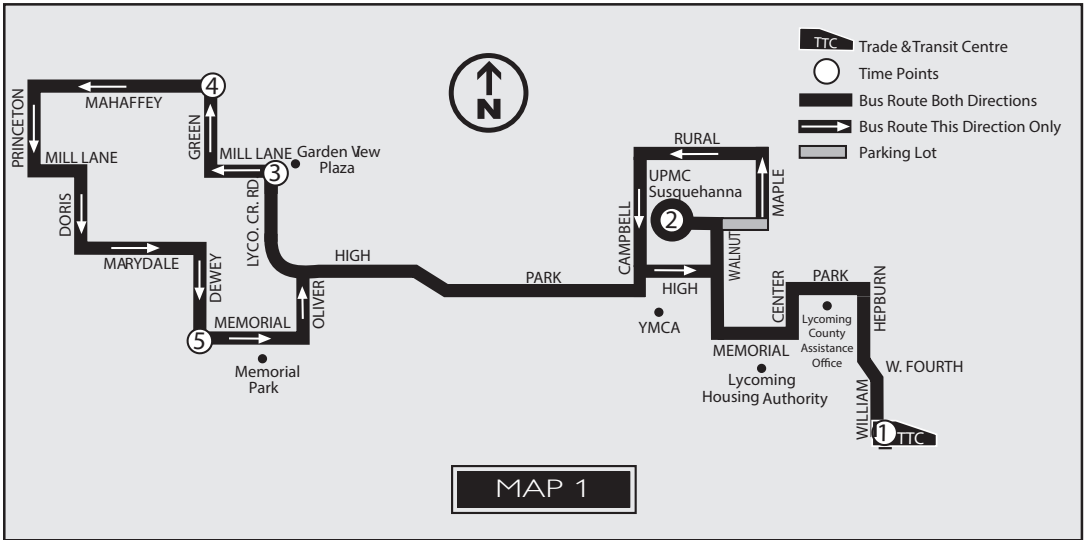 TTC Trade & Transit Centre
Time Points
Bus Route Both Directions
Bus Route This Direction Only
Parking Lot
N
4
MAHAFFEY
PRINCETON
GREEN
MILL LANE
MILL LANE
3
Garden View
Plaza
DORIS
LYCO. CR. RD
MARYDALE
DEWEY
HIGH
OLIVER
MEMORIAL
5
Memorial
Park
PARK
RURAL
UPMC
Susquehanna
2
MAPLE
CAMPBELL
WALNUT
HIGH
YMCA
CENTER
PARK
HEPBURN
Lycoming
County
Assistance
Office
MEMORIAL
Lycoming
Housing Authority
W. FOURTH
WILLIAM
1
TTC
MAP 1